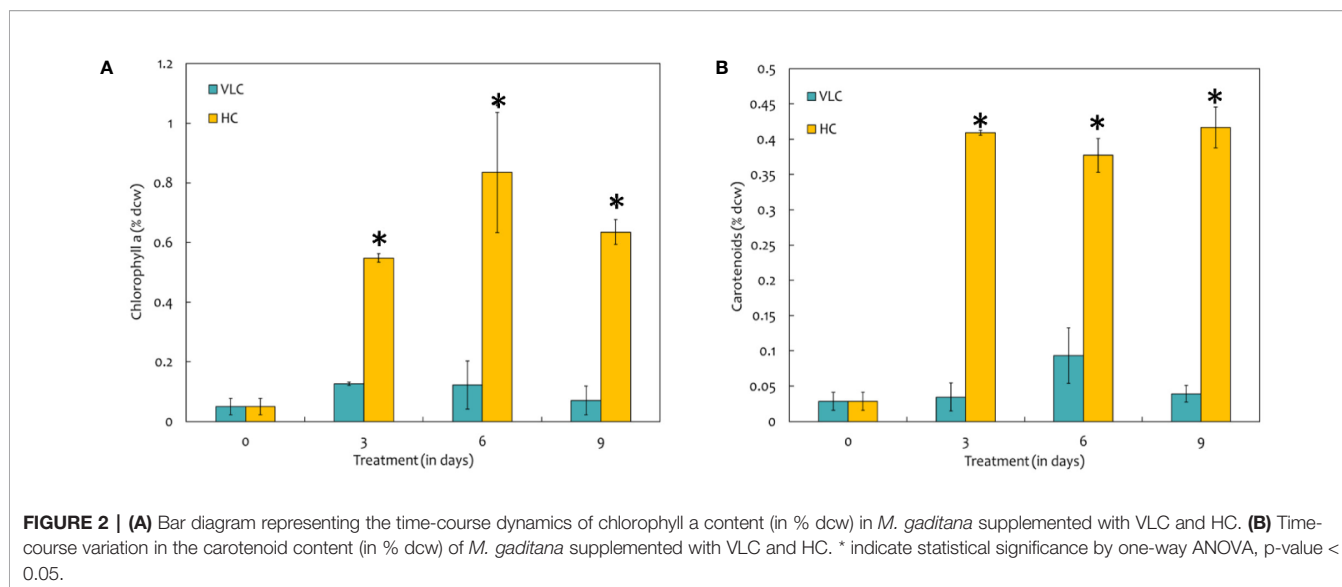 A
1.2
1
0.8
0.6
0.4
0.2
0
Chlorophyll a (% dcw)
VLC
HC
*
*
*
0
3
6
9
Treatment (in days)
B
0.5
0.45
0.4
0.35
0.3
0.25
0.2
0.15
0.1
0.05
0
Carotenoids (% dcw)
VLC
HC
*
*
*
0
3
6
9
Treatment (in days)
FIGURE 2 | (A) Bar diagram representing the time-course dynamics of chlorophyll a content (in % dcw) in M. gaditana supplemented with VLC and HC. (B) Time-
course variation in the carotenoid content (in % dcw) of M. gaditana supplemented with VLC and HC. * indicate statistical significance by one-way ANOVA, p-value <
0.05.